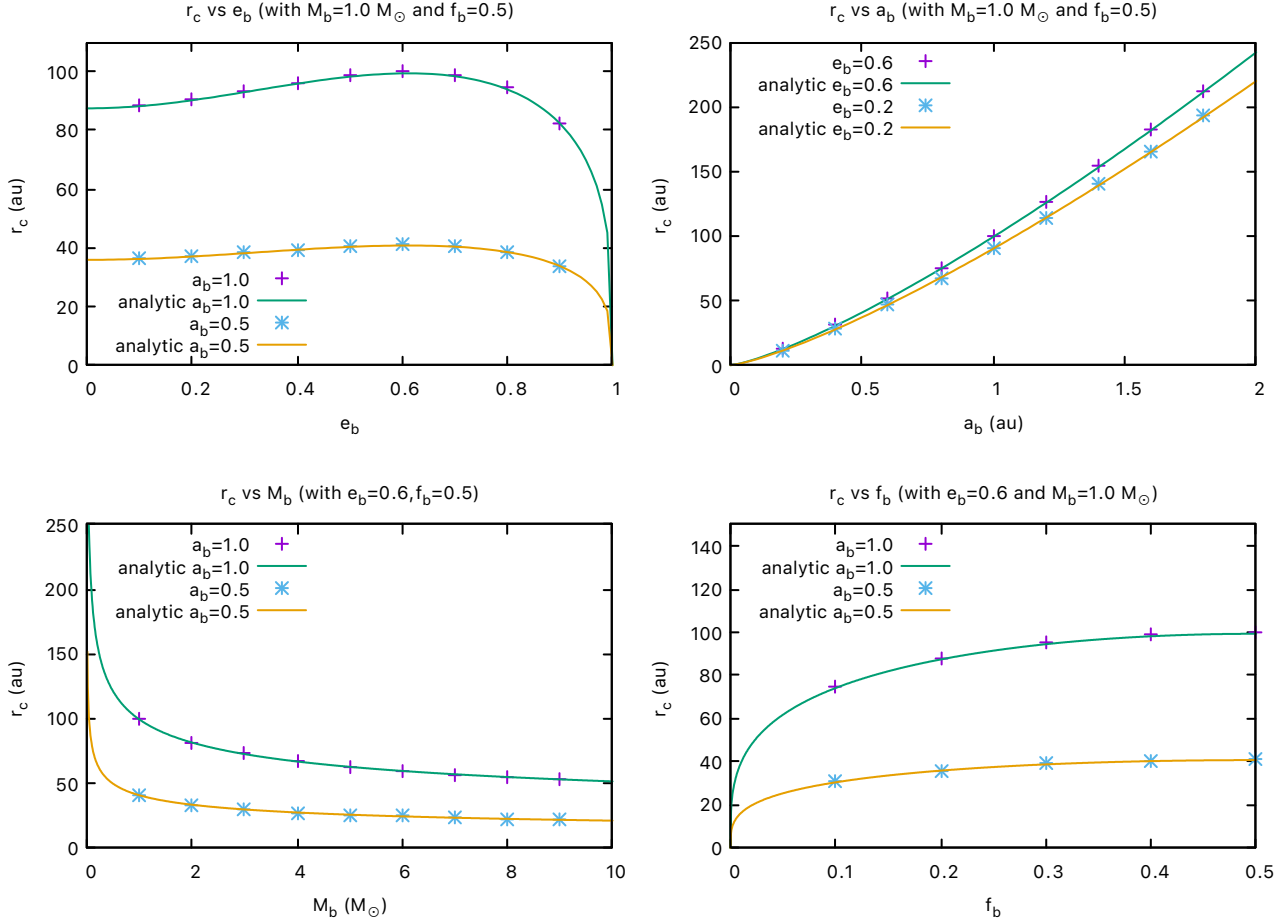 r_c vs e_b (with M_b=1.0 M_⊙ and f_b=0.5)
100
80
60
40
20
0
r_c (au)
a_b=1.0
analytic a_b=1.0
a_b=0.5
analytic a_b=0.5
0 0.2 0.4 0.6 0.8 1
e_b
r_c vs a_b (with M_b=1.0 M_⊙ and f_b=0.5)
250
200
150
100
50
0
r_c (au)
e_b=0.6
analytic e_b=0.6
e_b=0.2
analytic e_b=0.2
0 0.5 1 1.5 2
a_b (au)
r_c vs M_b (with e_b=0.6,f_b=0.5)
250
200
150
100
50
0
r_c (au)
a_b=1.0
analytic a_b=1.0
a_b=0.5
analytic a_b=0.5
0 2 4 6 8 10
M_b (M_⊙)
r_c vs f_b (with e_b=0.6 and M_b=1.0 M_⊙)
140
120
100
80
60
40
20
0
r_c (au)
a_b=1.0
analytic a_b=1.0
a_b=0.5
analytic a_b=0.5
0 0.1 0.2 0.3 0.4 0.5
f_b